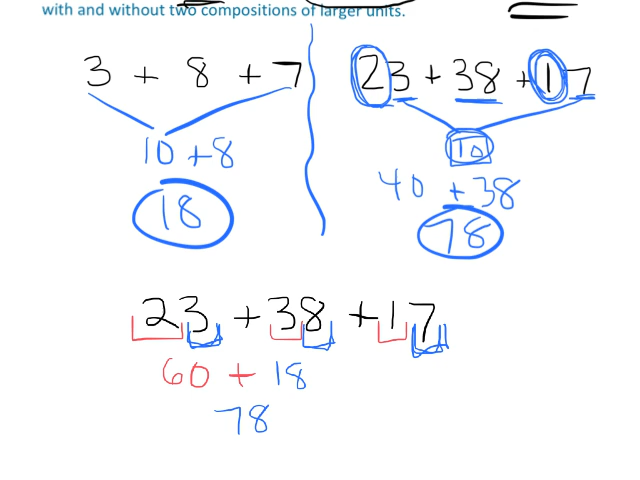 with and without two compositions of larger units.
3 + 8 + 7
10 + 8
18
23 + 38 + 17
10
40 + 38
78
23 + 38 + 17
60 + 18
78